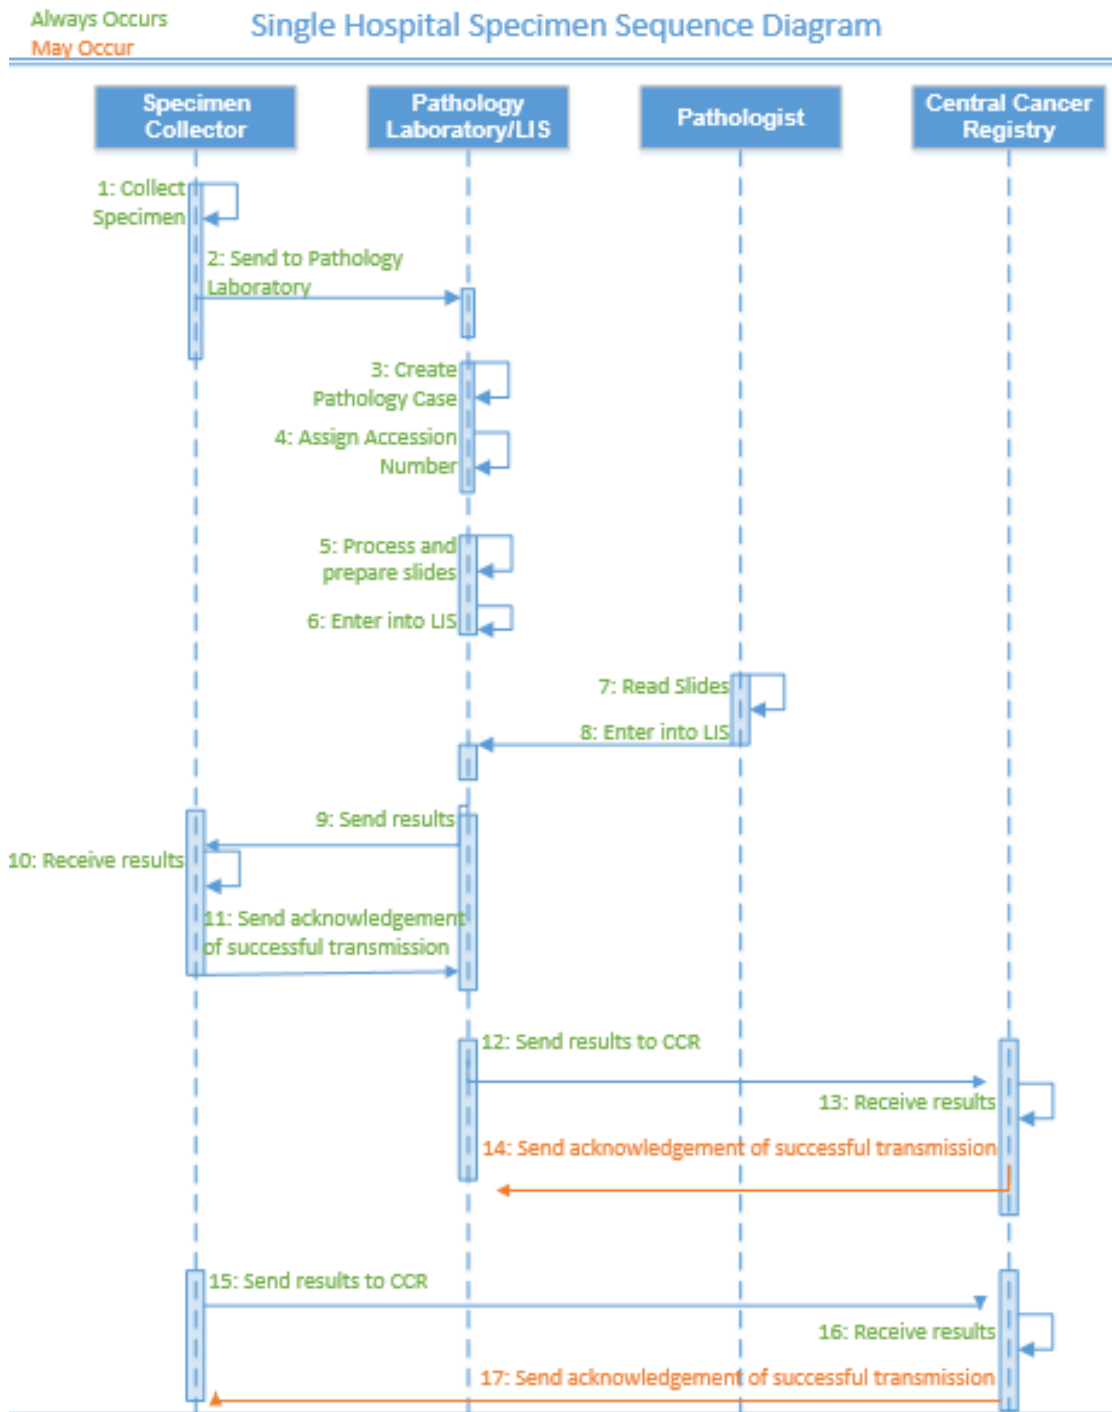 Always Occurs
May Occur
Single Hospital Specimen Sequence Diagram
Specimen
Collector
Pathology
Laboratory/LIS
Pathologist
Central Cancer
Registry
1: Collect
Specimen
2: Send to Pathology
Laboratory
3: Create
Pathology Case
4: Assign Accession
Number
5: Process and
prepare slides
6: Enter into LIS
7: Read Slides
8: Enter into LIS
9: Send results
10: Receive results
11: Send acknowledgement
of successful transmission
12: Send results to CCR
13: Receive results
14: Send acknowledgement of successful transmission
15: Send results to CCR
16: Receive results
17: Send acknowledgement of successful transmission